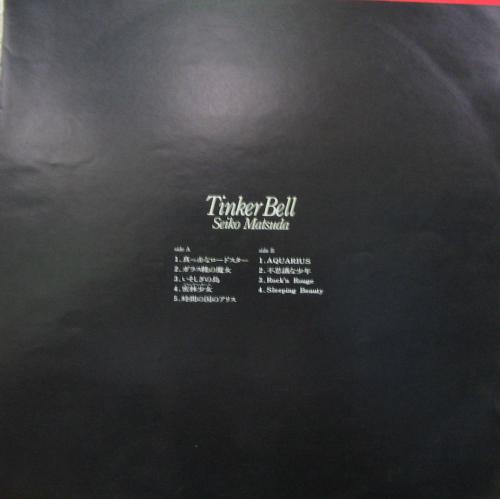 Tinker Bell
Seiko Matsuda
side A
1. 真っ赤なロードスター
2. ガラス靴の魔女
3. いそしぎの島
4. 密林少女
5. 時間の国のアリス
side B
1. AQUARIUS
2. 不思議な少年
3. Rock'n Rouge
4. Sleeping Beauty